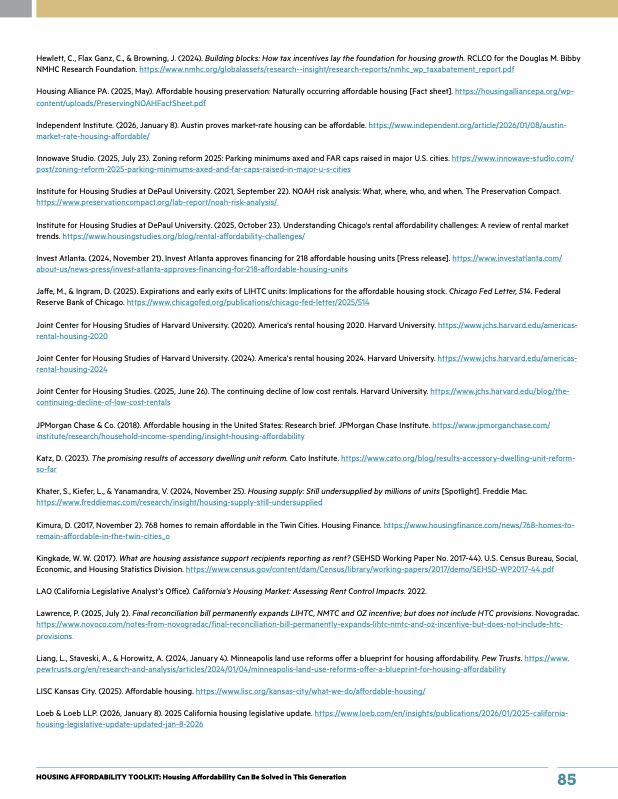 Hewlett, C., Flax Ganz, C., & Browning, J. (2024). Building blocks: How tax incentives lay the foundation for housing growth. RCLCO for the Douglas M. Bibby
NMHC Research Foundation. https://www.nmhc.org/globalassets/research--insight/research-reports/nmhc_wp_taxabatement_report.pdf
Housing Alliance PA. (2025, May). Affordable housing preservation: Naturally occurring affordable housing [Fact sheet]. https://housingalliancepa.org/wp-
content/uploads/PreservingNOAHFactSheet.pdf
Independent Institute. (2026, January 8). Austin proves market-rate housing can be affordable. https://www.independent.org/article/2026/01/08/austin-
market-rate-housing-affordable/
Innowave Studio. (2025, July 23). Zoning reform 2025: Parking minimums axed and FAR caps raised in major U.S. cities. https://www.innowave-studio.com/
post/zoning-reform-2025-parking-minimums-axed-and-far-caps-raised-in-major-u-s-cities
Institute for Housing Studies at DePaul University. (2021, September 22). NOAH risk analysis: What, where, who, and when. The Preservation Compact.
https://www.preservationcompact.org/lab-report/noah-risk-analysis/
Institute for Housing Studies at DePaul University. (2025, October 23). Understanding Chicago's rental affordability challenges: A review of rental market
trends. https://www.housingstudies.org/blog/rental-affordability-challenges/
Invest Atlanta. (2024, November 21). Invest Atlanta approves financing for 218 affordable housing units [Press release]. https://www.investatlanta.com/
about-us/news-press/invest-atlanta-approves-financing-for-218-affordable-housing-units
Jaffe, M., & Ingram, D. (2025). Expirations and early exits of LIHTC units: Implications for the affordable housing stock. Chicago Fed Letter, 514. Federal
Reserve Bank of Chicago. https://www.chicagofed.org/publications/chicago-fed-letter/2025/514
Joint Center for Housing Studies of Harvard University. (2020). America's rental housing 2020. Harvard University. https://www.jchs.harvard.edu/americas-
rental-housing-2020
Joint Center for Housing Studies of Harvard University. (2024). America's rental housing 2024. Harvard University. https://www.jchs.harvard.edu/americas-
rental-housing-2024
Joint Center for Housing Studies. (2025, June 26). The continuing decline of low cost rentals. Harvard University. https://www.jchs.harvard.edu/blog/the-
continuing-decline-of-low-cost-rentals
JPMorgan Chase & Co. (2018). Affordable housing in the United States: Research brief. JPMorgan Chase Institute. https://www.jpmorganchase.com/
institute/research/household-income-spending/insight-housing-affordability
Katz, D. (2023). The promising results of accessory dwelling unit reform. Cato Institute. https://www.cato.org/blog/results-accessory-dwelling-unit-reform-
so-far
Khater, S., Kiefer, L., & Yanamandra, V. (2024, November 25). Housing supply: Still undersupplied by millions of units [Spotlight]. Freddie Mac.
https://www.freddiemac.com/research/insight/housing-supply-still-undersupplied
Kimura, D. (2017, November 2). 768 homes to remain affordable in the Twin Cities. Housing Finance. https://www.housingfinance.com/news/768-homes-to-
remain-affordable-in-the-twin-cities_o
Kingkade, W. W. (2017). What are housing assistance support recipients reporting as rent? (SEHSD Working Paper No. 2017-44). U.S. Census Bureau, Social,
Economic, and Housing Statistics Division. https://www.census.gov/content/dam/Census/library/working-papers/2017/demo/SEHSD-WP2017-44.pdf
LAO (California Legislative Analyst's Office). California's Housing Market: Assessing Rent Control Impacts. 2022.
Lawrence, P. (2025, July 2). Final reconciliation bill permanently expands LIHTC, NMTC and OZ incentive; but does not include HTC provisions. Novogradac.
https://www.novoco.com/notes-from-novogradac/final-reconciliation-bill-permanently-expands-lihtc-nmtc-and-oz-incentive-but-does-not-include-htc-
provisions
Liang, L., Staveski, A., & Horowitz, A. (2024, January 4). Minneapolis land use reforms offer a blueprint for housing affordability. Pew Trusts. https://www.
pewtrusts.org/en/research-and-analysis/articles/2024/01/04/minneapolis-land-use-reforms-offer-a-blueprint-for-housing-affordability
LISC Kansas City. (2025). Affordable housing. https://www.lisc.org/kansas-city/what-we-do/affordable-housing/
Loeb & Loeb LLP. (2026, January 8). 2025 California housing legislative update. https://www.loeb.com/en/insights/publications/2026/01/2025-california-
housing-legislative-update-updated-jan-8-2026
HOUSING AFFORDABILITY TOOLKIT: Housing Affordability Can Be Solved in This Generation
85